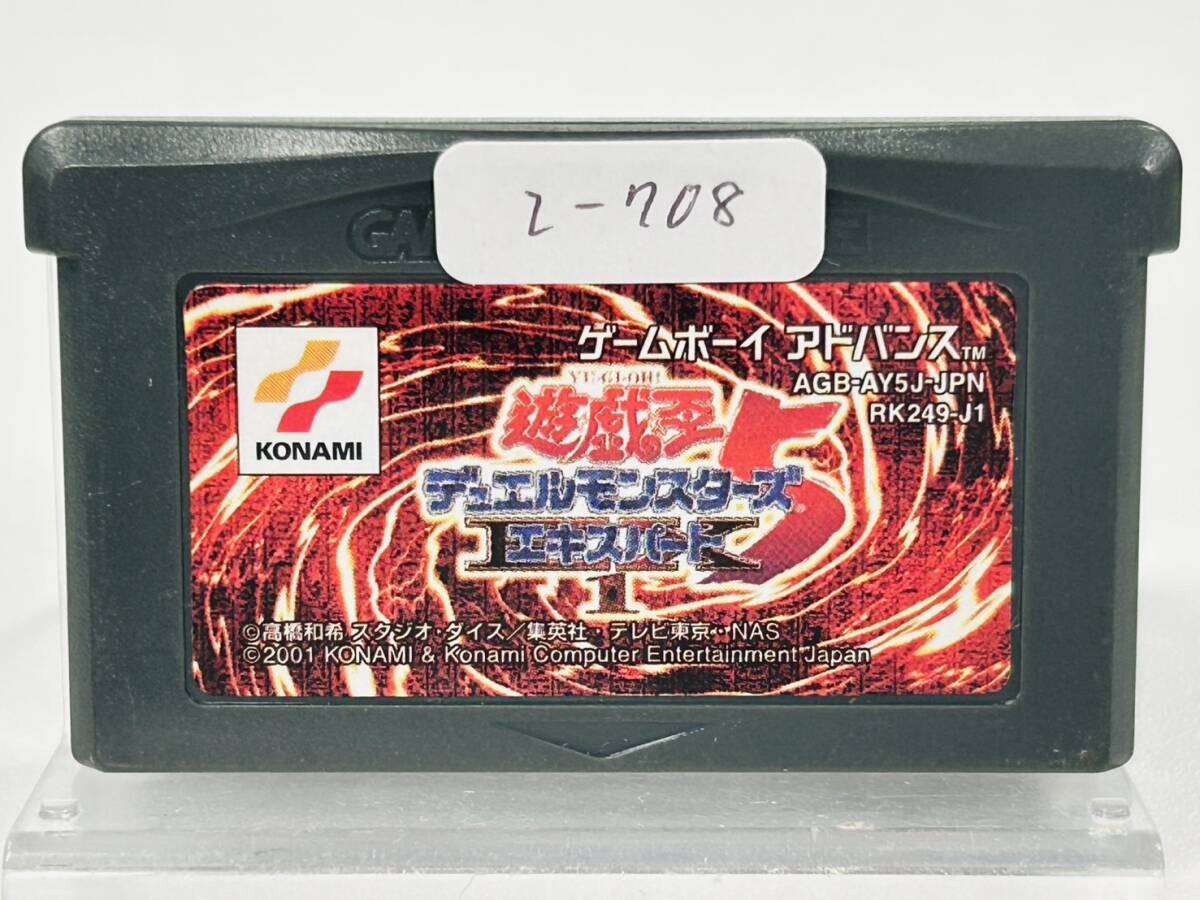 2-708
GA
KONAMI
ゲームボーイ アドバンス™
AGB-AY5J-JPN
RK249-J1
YU-GI-OH!
遊戯王 5
デュエルモンスターズ
エキスパート
1
©高橋和希 スタジオ・ダイス／集英社・テレビ東京・NAS
©2001 KONAMI & Konami Computer Entertainment Japan